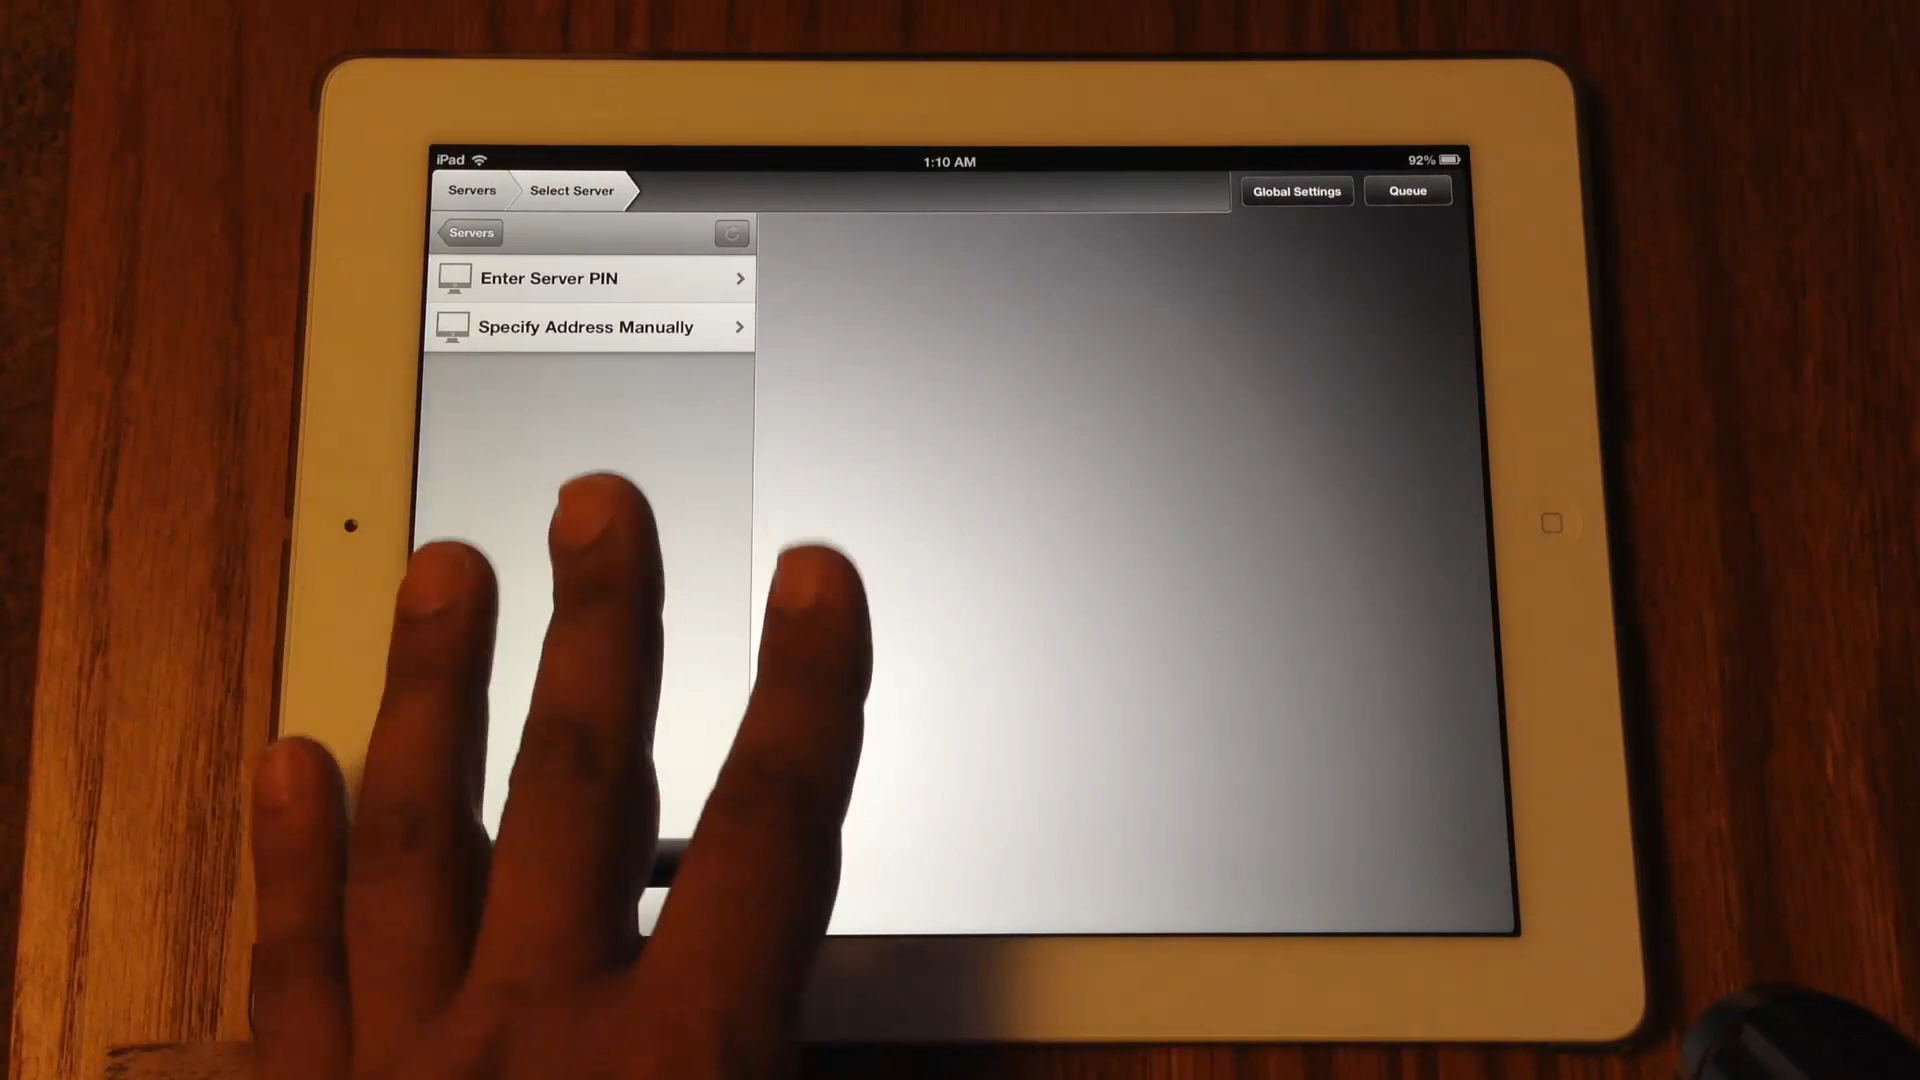 iPad
1:10 AM
92%
Servers
Select Server
Global Settings
Queue
Servers
Enter Server PIN
Specify Address Manually